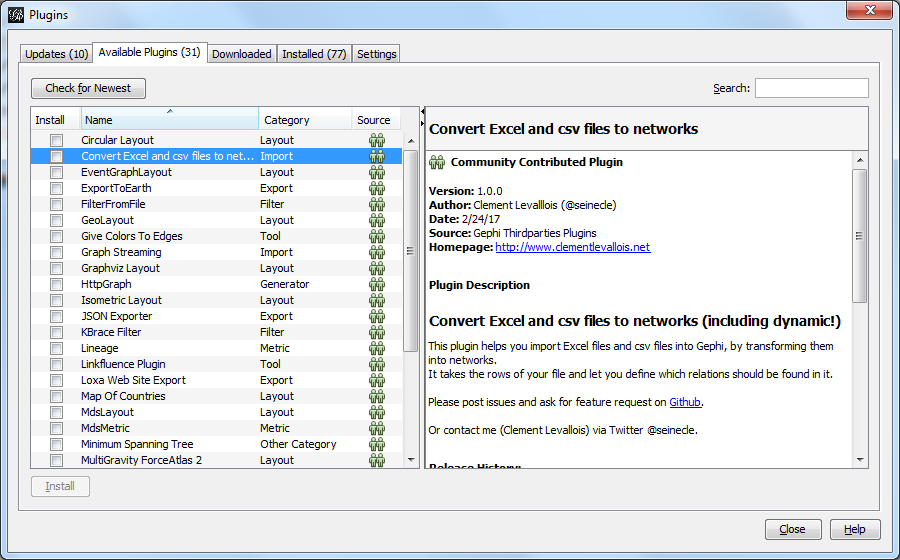 Plugins
Updates (10) Available Plugins (31) Downloaded Installed (77) Settings
Check for Newest
Search:
Install Name Category Source
Circular Layout Layout
Convert Excel and csv files to net... Import
EventGraphLayout Layout
ExportToEarth Export
FilterFromFile Filter
GeoLayout Layout
Give Colors To Edges Tool
Graph Streaming Import
Graphviz Layout Layout
HttpGraph Generator
Isometric Layout Layout
JSON Exporter Export
KBrace Filter Filter
Lineage Metric
Linkfluence Plugin Tool
Loxa Web Site Export Export
Map Of Countries Layout
MdsLayout Layout
MdsMetric Metric
Minimum Spanning Tree Other Category
MultiGravity ForceAtlas 2 Layout
Convert Excel and csv files to networks
Community Contributed Plugin
Version: 1.0.0
Author: Clement Levalllois (@seinecle)
Date: 2/24/17
Source: Gephi Thirdparties Plugins
Homepage: http://www.clementlevallois.net
Plugin Description
Convert Excel and csv files to networks (including dynamic!)
This plugin helps you import Excel files and csv files into Gephi, by transforming them
into networks.
It takes the rows of your file and let you define which relations should be found in it.
Please post issues and ask for feature request on Github.
Or contact me (Clement Levallois) via Twitter @seinecle.
Release History:
Install
Close Help